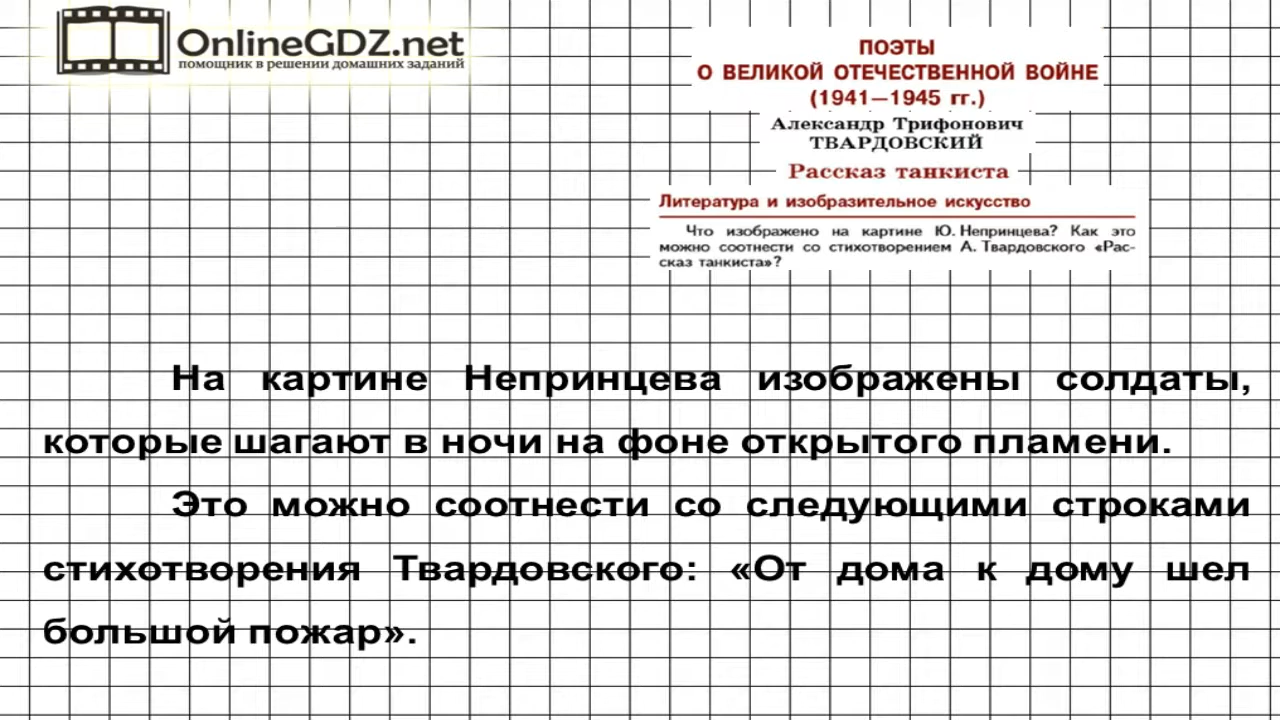 OnlineGDZ.net
помощник в решении домашних заданий
ПОЭТЫ
О ВЕЛИКОЙ ОТЕЧЕСТВЕННОЙ ВОЙНЕ
(1941—1945 гг.)
Александр Трифонович
ТВАРДОВСКИЙ
Рассказ танкиста
Литература и изобразительное искусство
Что изображено на картине Ю. Непринцева? Как это
можно соотнести со стихотворением А. Твардовского «Рас-
сказ танкиста»?
На картине Непринцева изображены солдаты,
которые шагают в ночи на фоне открытого пламени.
Это можно соотнести со следующими строками
стихотворения Твардовского: «От дома к дому шел
большой пожар».